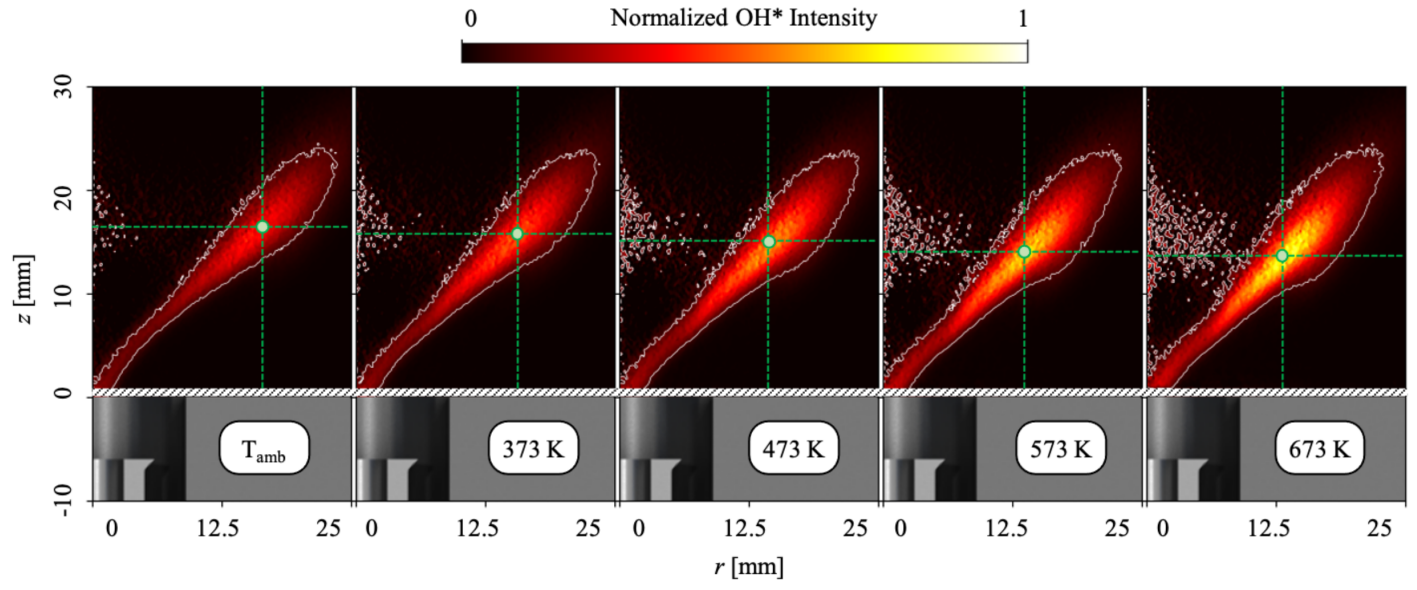 0 Normalized OH* Intensity 1
30
20
10
0
-10
z [mm]
T_amb 373 K 473 K 573 K 673 K
0 12.5 25 0 12.5 25 0 12.5 25 0 12.5 25 0 12.5 25
r [mm]